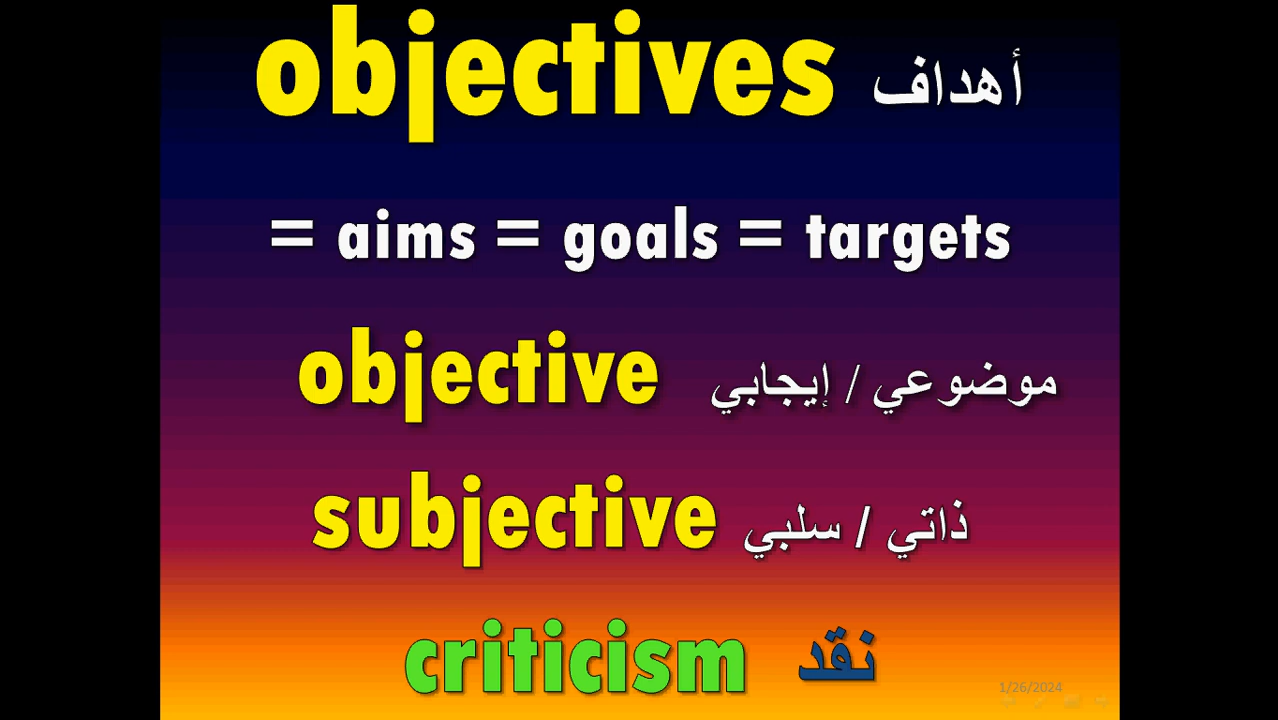 objectives أهداف
= aims = goals = targets
objective موضوعي / إيجابي
subjective ذاتي / سلبي
criticism نقد
1/26/2024